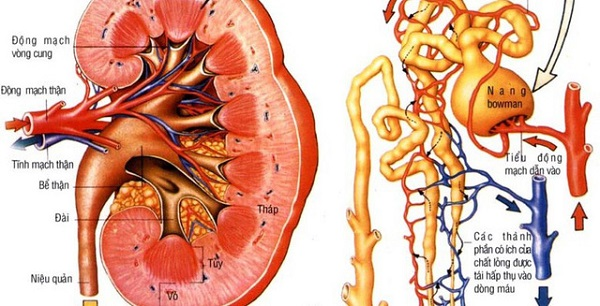 Động mạch
vòng cung
Động mạch thận
Tĩnh mạch thận
Bể thận
Đài
Niệu quản
Tháp
Tủy
Vỏ
Nang
bowman
Tiểu động
mạch dẫn vào
Các thành
phần có ích của
chất lỏng được
tái hấp thụ vào
dòng máu